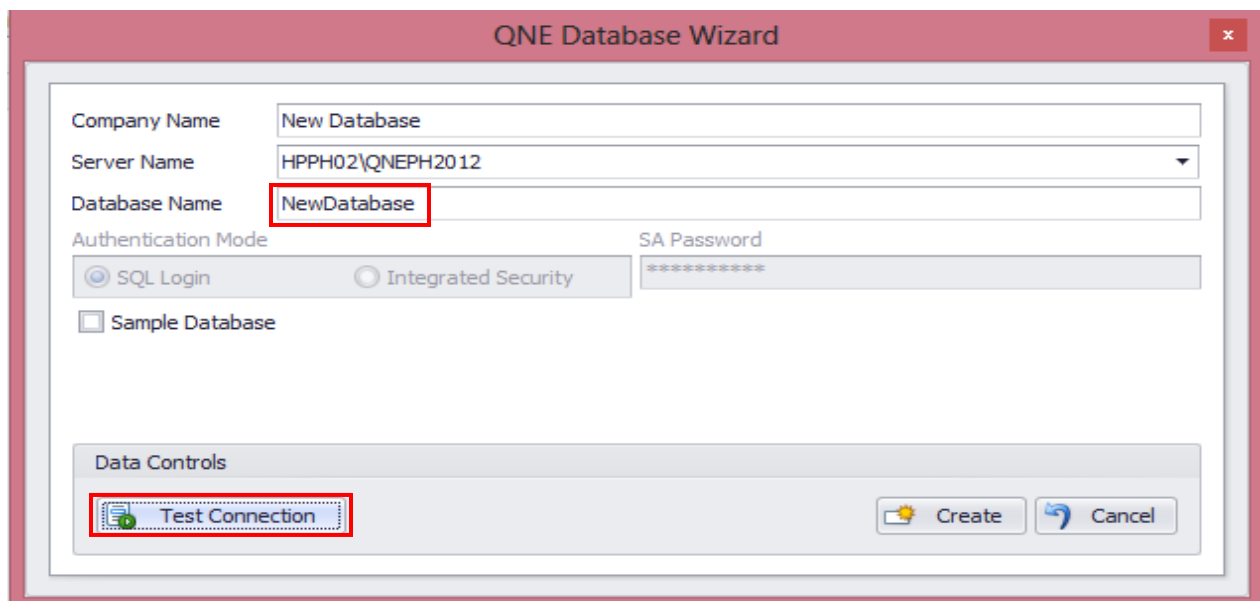 QNE Database Wizard
x
Company Name New Database
Server Name HPPH02\QNEPH2012
Database Name NewDatabase
Authentication Mode SA Password
SQL Login Integrated Security **********
Sample Database
Data Controls
Test Connection Create Cancel